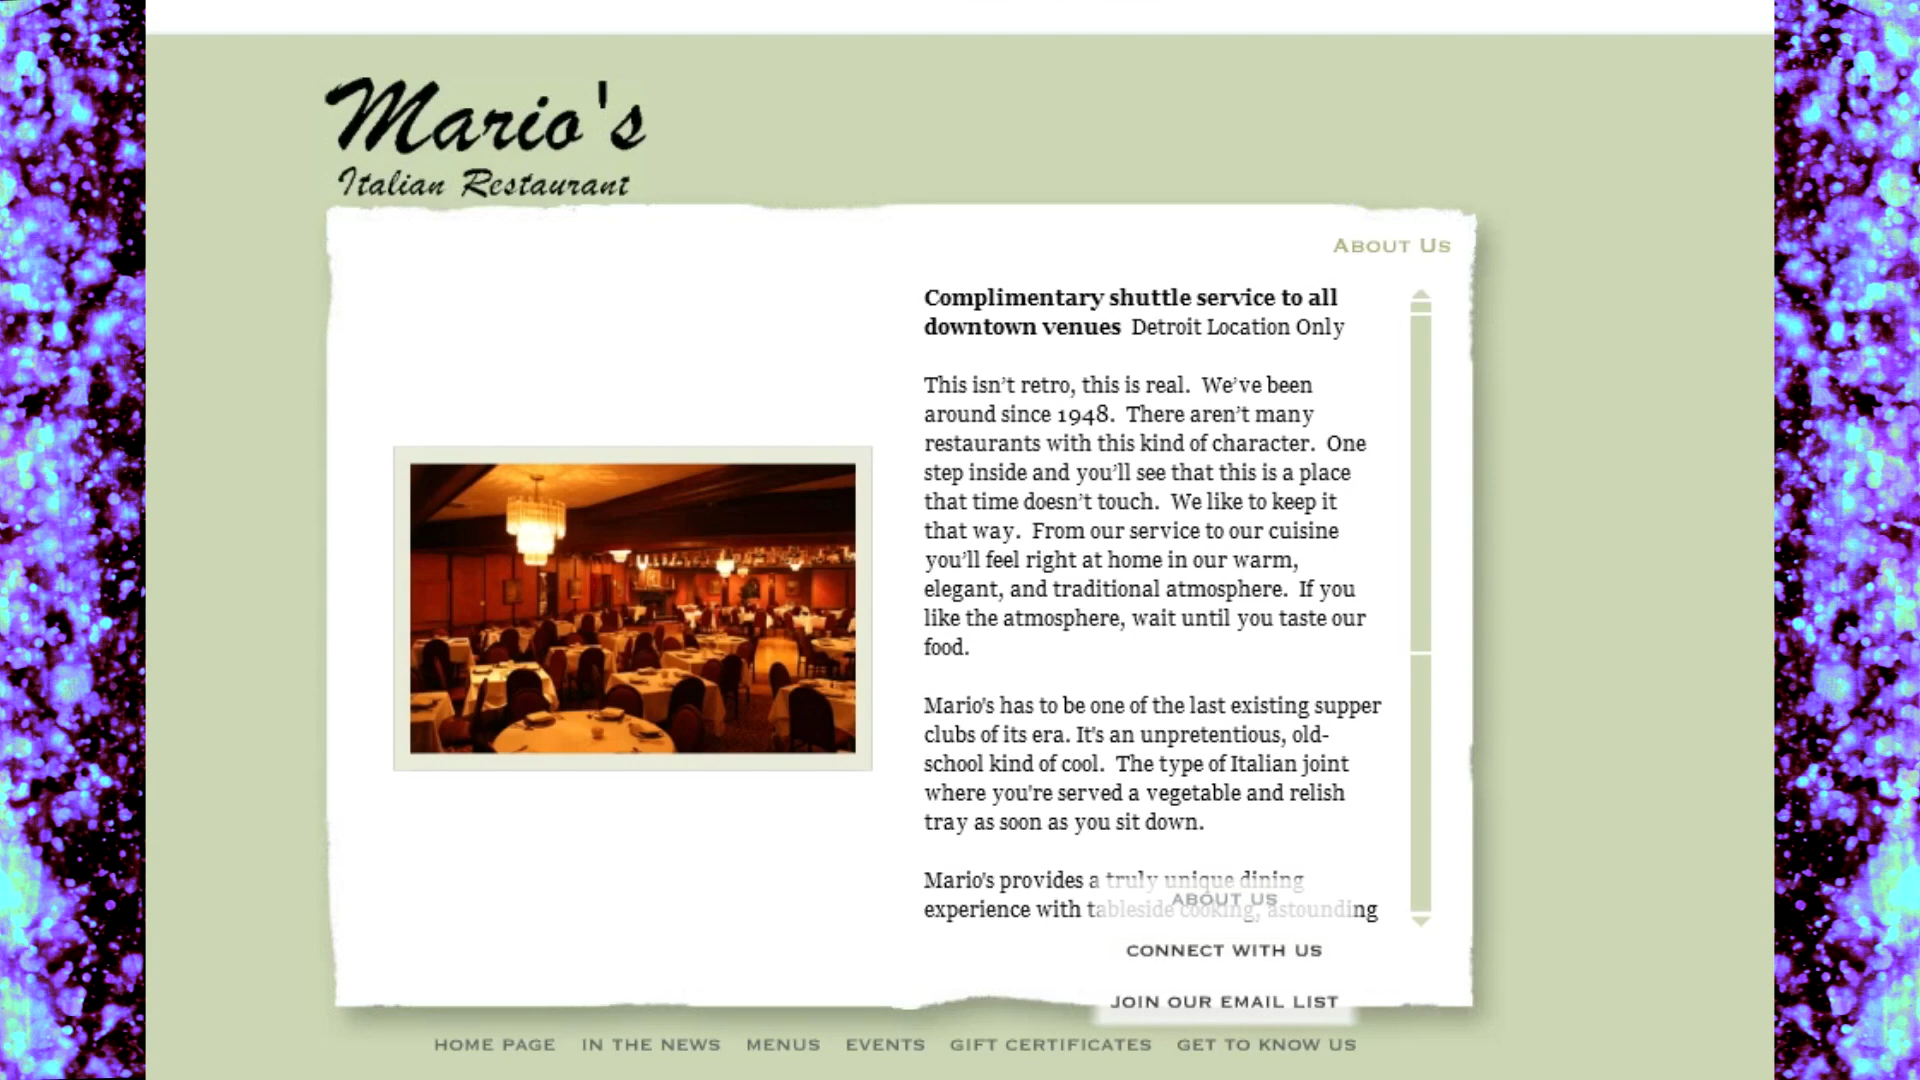 Mario's
Italian Restaurant
About Us
Complimentary shuttle service to all
downtown venues Detroit Location Only
This isn’t retro, this is real. We’ve been
around since 1948. There aren’t many
restaurants with this kind of character. One
step inside and you’ll see that this is a place
that time doesn’t touch. We like to keep it
that way. From our service to our cuisine
you’ll feel right at home in our warm,
elegant, and traditional atmosphere. If you
like the atmosphere, wait until you taste our
food.
Mario's has to be one of the last existing supper
clubs of its era. It's an unpretentious, old-
school kind of cool. The type of Italian joint
where you're served a vegetable and relish
tray as soon as you sit down.
Mario's provides a truly unique dining
experience with tableside cooking, astounding
ABOUT US
CONNECT WITH US
JOIN OUR EMAIL LIST
HOME PAGE IN THE NEWS MENUS EVENTS GIFT CERTIFICATES GET TO KNOW US